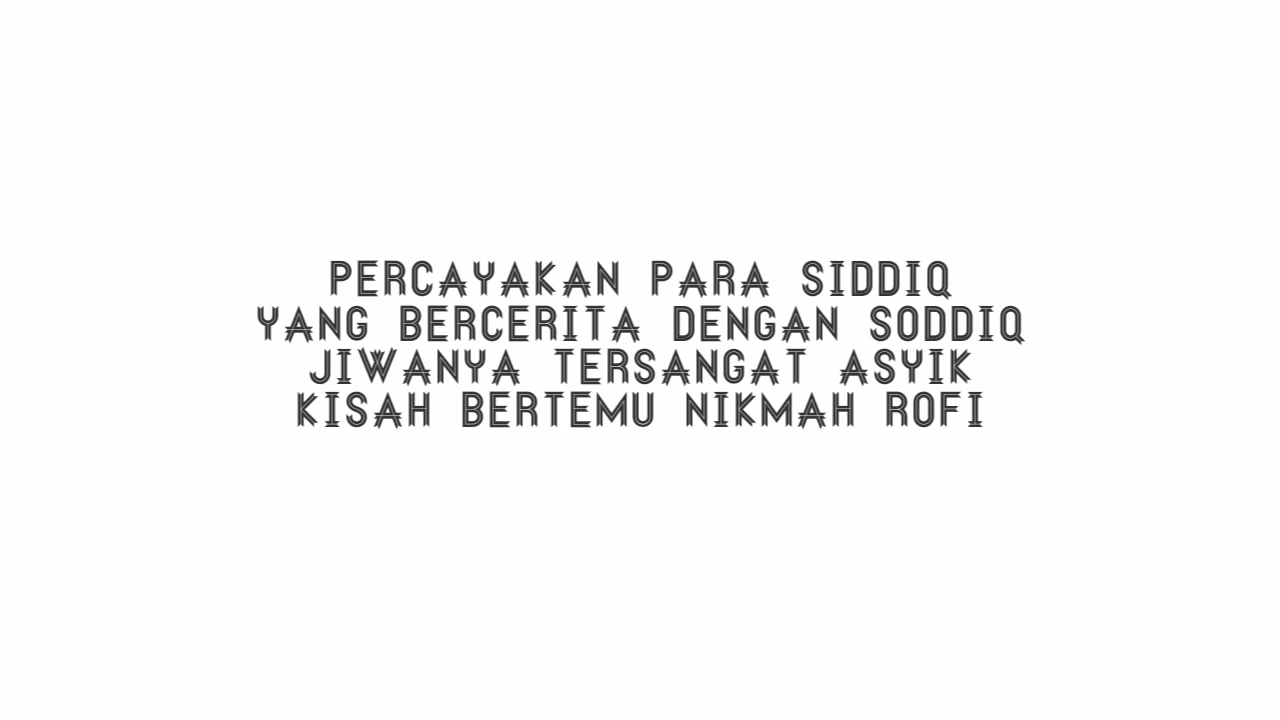 PERCAYAKAN PARA SIDDIQ
YANG BERCERITA DENGAN SODDIQ
JIWANYA TERSANGAT ASYIK
KISAH BERTEMU NIKMAH ROFI